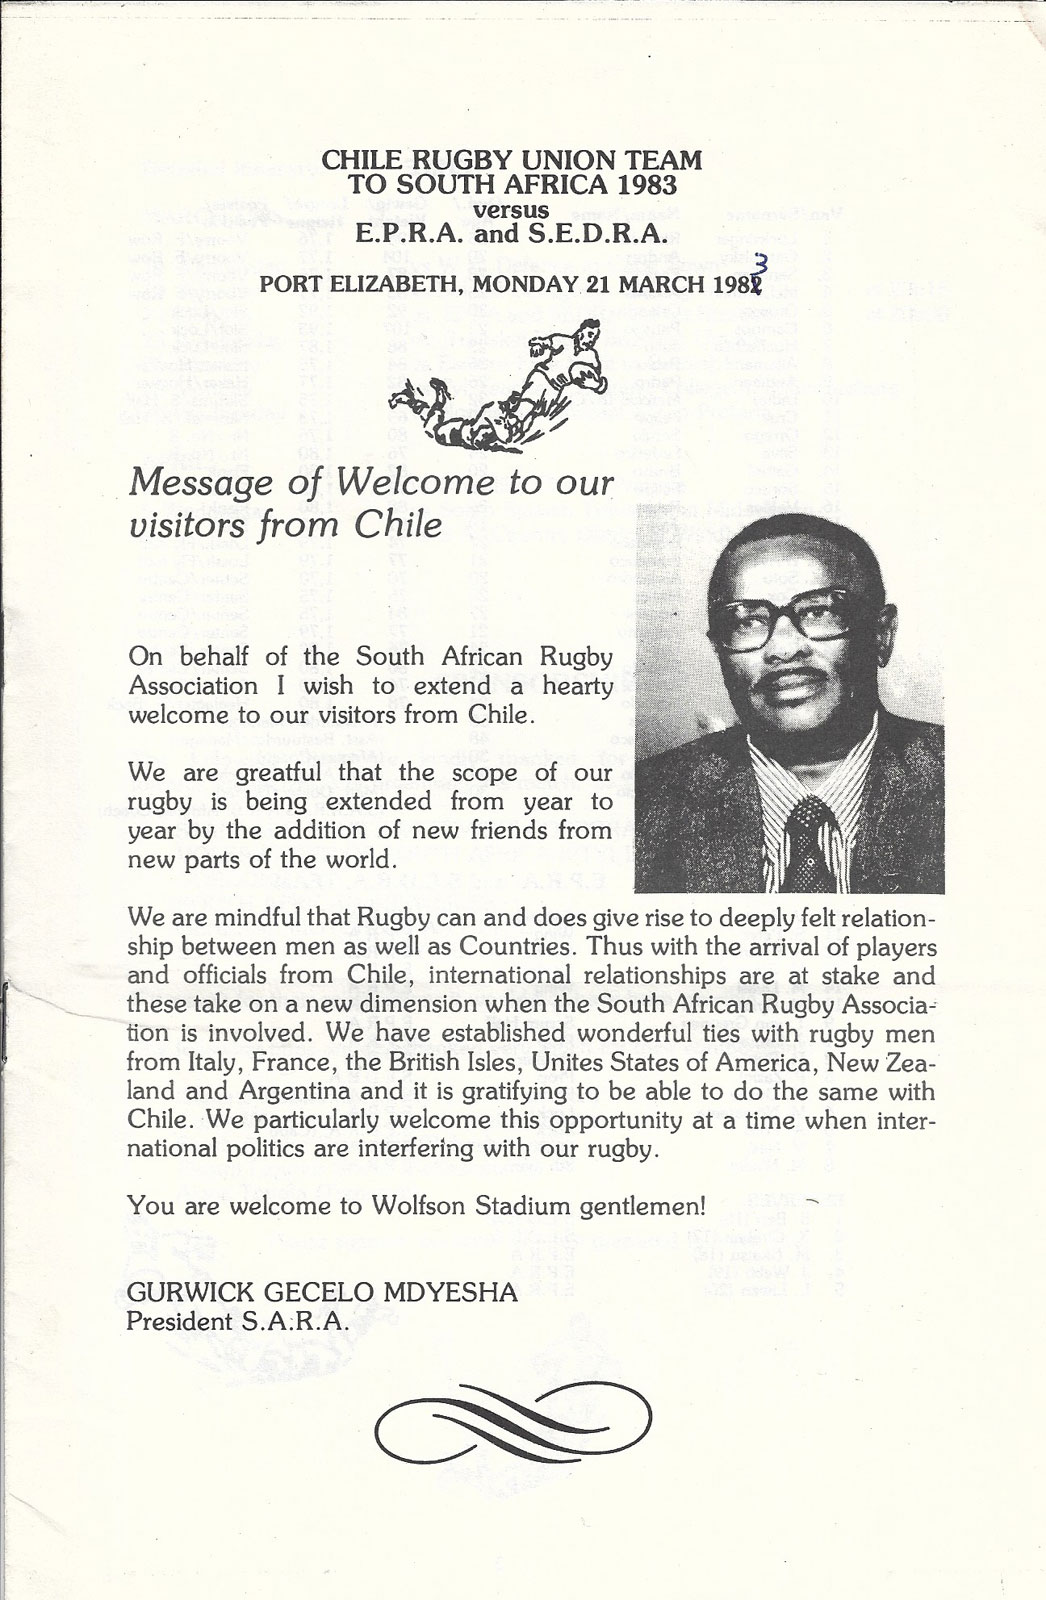 CHILE RUGBY UNION TEAM
TO SOUTH AFRICA 1983
versus
E.P.R.A. and S.E.D.R.A.
PORT ELIZABETH, MONDAY 21 MARCH 1983
Message of Welcome to our
visitors from Chile
On behalf of the South African Rugby
Association I wish to extend a hearty
welcome to our visitors from Chile.
We are greatful that the scope of our
rugby is being extended from year to
year by the addition of new friends from
new parts of the world.
We are mindful that Rugby can and does give rise to deeply felt relation-
ship between men as well as Countries. Thus with the arrival of players
and officials from Chile, international relationships are at stake and
these take on a new dimension when the South African Rugby Associa-
tion is involved. We have established wonderful ties with rugby men
from Italy, France, the British Isles, Unites States of America, New Zea-
land and Argentina and it is gratifying to be able to do the same with
Chile. We particularly welcome this opportunity at a time when inter-
national politics are interfering with our rugby.
You are welcome to Wolfson Stadium gentlemen!
GURWICK GECELO MDYESHA
President S.A.R.A.